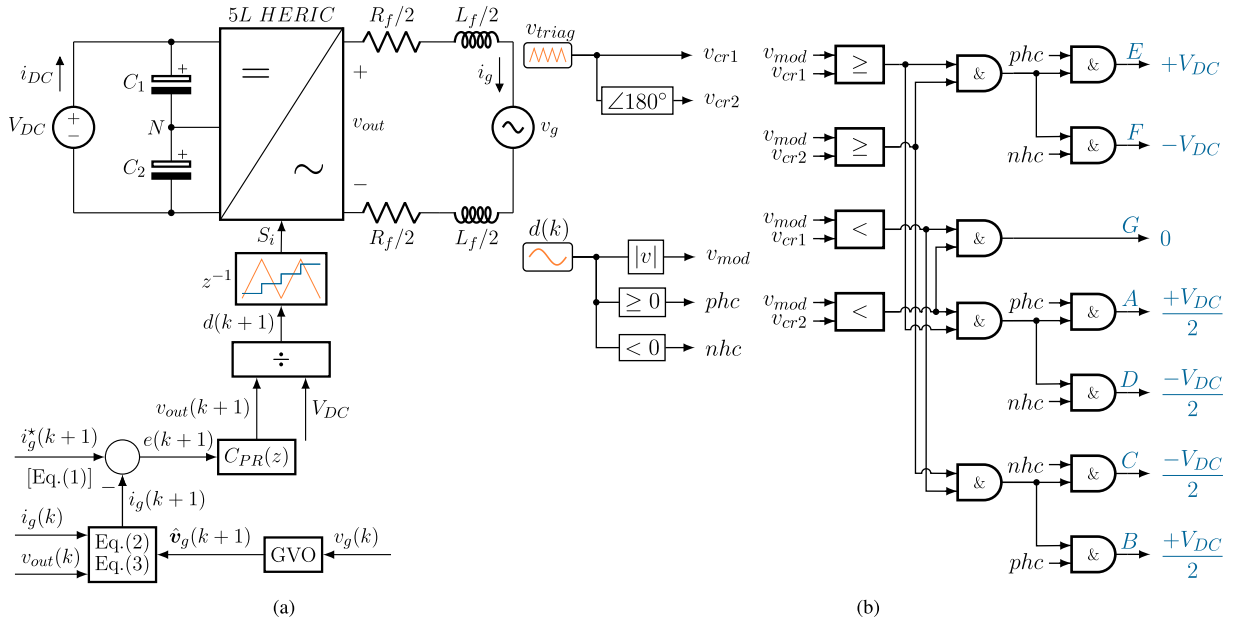 5L HERIC
R_f/2
L_f/2
i_DC
C_1
+
=
+
i_g
V_DC
+
−
N
v_out
v_g
C_2
+
∼
−
R_f/2
L_f/2
S_i
z^{-1}
d(k+1)
÷
v_out(k+1)
V_DC
i_g^⋆(k+1)
e(k+1)
C_PR(z)
[Eq.(1)]
−
i_g(k+1)
i_g(k)
Eq.(2)
v̂_g(k+1)
GVO
v_g(k)
v_out(k)
Eq.(3)
(a)
v_triag
v_cr1
∠180°
v_cr2
d(k)
|v|
v_mod
≥ 0
phc
< 0
nhc
v_mod
v_cr1
≥
&
phc
&
E
+V_DC
v_mod
v_cr2
≥
nhc
&
F
−V_DC
v_mod
v_cr1
<
&
G
0
v_mod
v_cr2
<
&
phc
&
A
+V_DC/2
nhc
&
D
−V_DC/2
&
nhc
&
C
−V_DC/2
phc
&
B
+V_DC/2
(b)